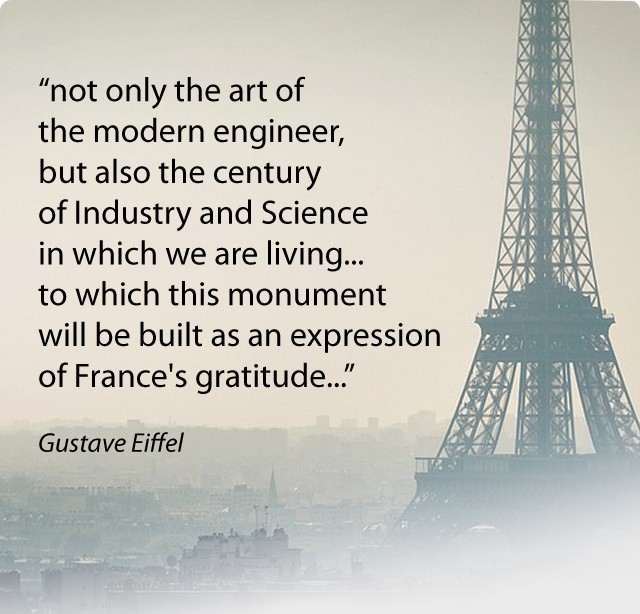 “not only the art of
the modern engineer,
but also the century
of Industry and Science
in which we are living...
to which this monument
will be built as an expression
of France's gratitude...”
Gustave Eiffel